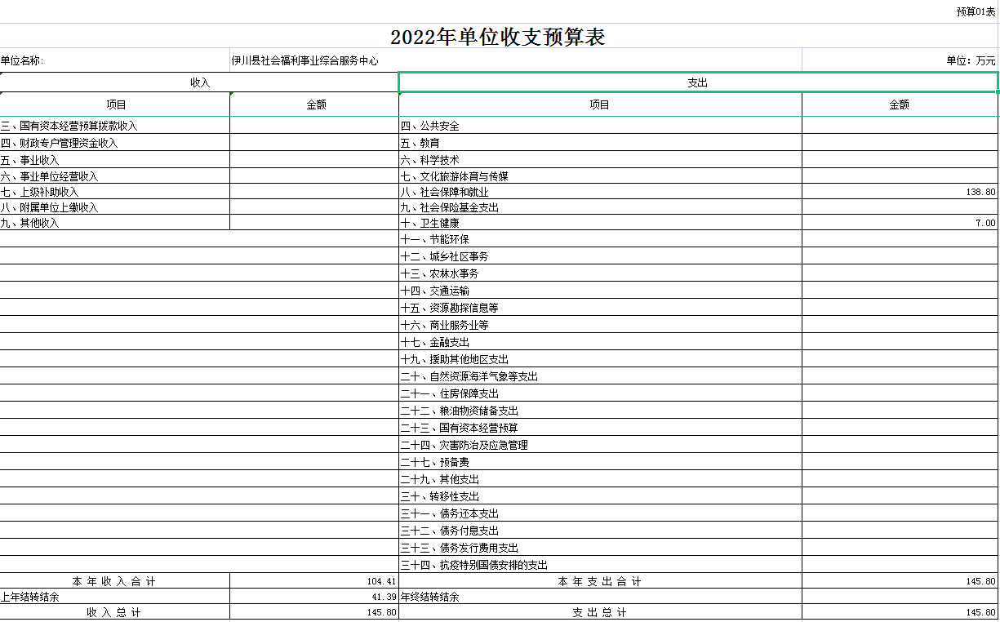 预算01表
2022年单位收支预算表
单位名称: 伊川县社会福利事业综合服务中心 单位：万元
收入 支出
项目 金额 项目 金额
三、国有资本经营预算拨款收入 四、公共安全
四、财政专户管理资金收入 五、教育
五、事业收入 六、科学技术
六、事业单位经营收入 七、文化旅游体育与传媒
七、上级补助收入 八、社会保障和就业 138.80
八、附属单位上缴收入 九、社会保险基金支出
九、其他收入 十、卫生健康 7.00
十一、节能环保
十二、城乡社区事务
十三、农林水事务
十四、交通运输
十五、资源勘探信息等
十六、商业服务业等
十七、金融支出
十九、援助其他地区支出
二十、自然资源海洋气象等支出
二十一、住房保障支出
二十二、粮油物资储备支出
二十三、国有资本经营预算
二十四、灾害防治及应急管理
二十七、预备费
二十九、其他支出
三十、转移性支出
三十一、债务还本支出
三十二、债务付息支出
三十三、债务发行费用支出
三十四、抗疫特别国债安排的支出
本 年 收 入 合 计 104.41 本 年 支 出 合 计 145.80
上年结转结余 41.39 年终结转结余
收 入 总 计 145.80 支 出 总 计 145.80